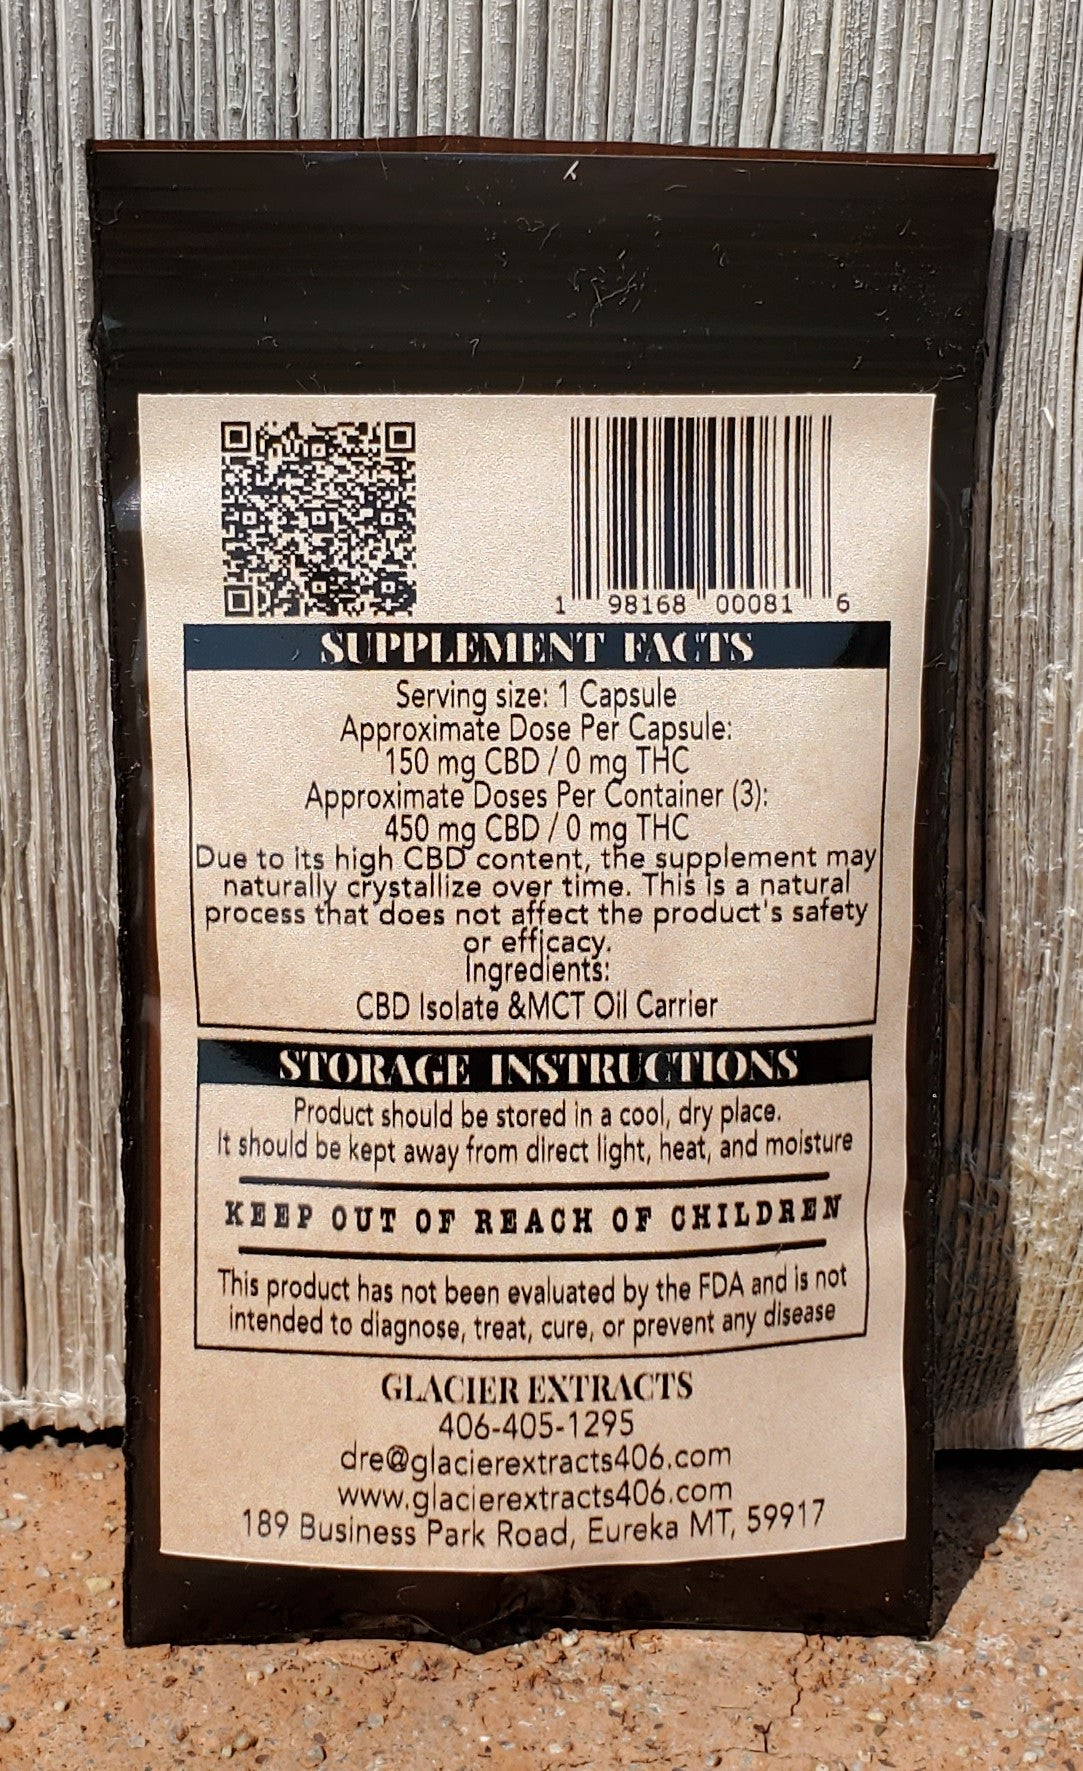 1 98168 00081 6
SUPPLEMENT FACTS
Serving size: 1 Capsule
Approximate Dose Per Capsule:
150 mg CBD / 0 mg THC
Approximate Doses Per Container (3):
450 mg CBD / 0 mg THC
Due to its high CBD content, the supplement may
naturally crystallize over time. This is a natural
process that does not affect the product's safety
or efficacy.
Ingredients:
CBD Isolate &MCT Oil Carrier
STORAGE INSTRUCTIONS
Product should be stored in a cool, dry place.
It should be kept away from direct light, heat, and moisture
KEEP OUT OF REACH OF CHILDREN
This product has not been evaluated by the FDA and is not
intended to diagnose, treat, cure, or prevent any disease
GLACIER EXTRACTS
406-405-1295
dre@glacierextracts406.com
www.glacierextracts406.com
189 Business Park Road, Eureka MT, 59917